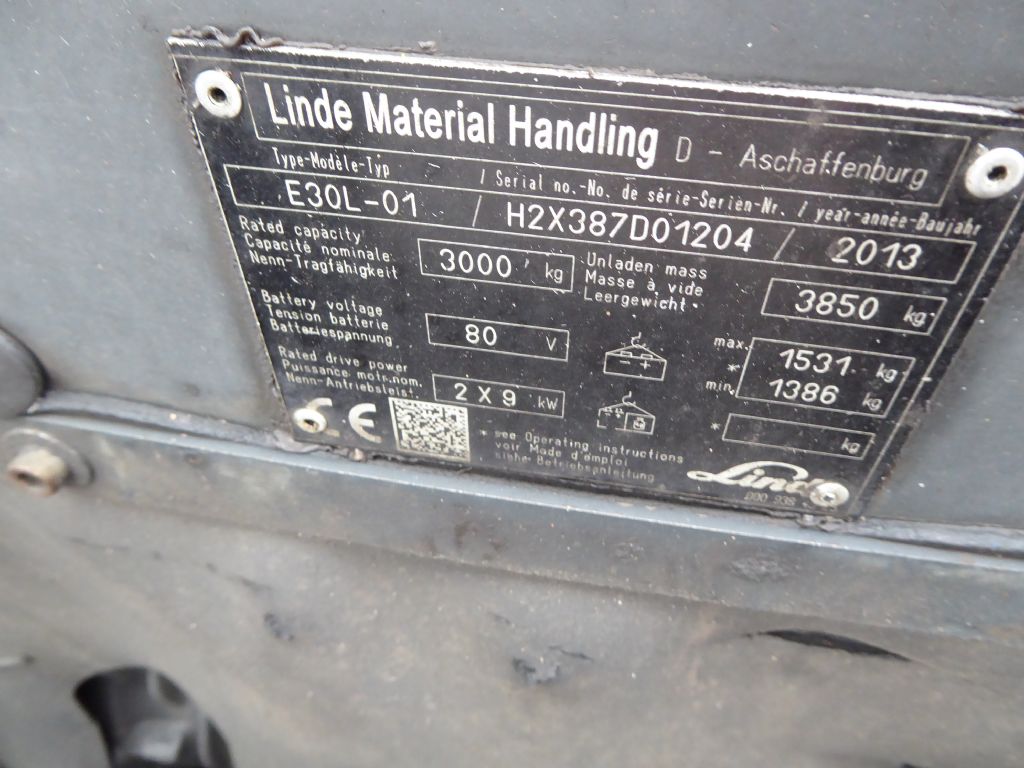 Linde Material Handling D - Aschaffenburg
Type-Modèle-Typ / Serial no.-No. de série-Serien-Nr. / year-année-Baujahr
E30L-01 / H2X387D01204 / 2013
Rated capacity
Capacité nominale
Nenn-Tragfähigkeit
3000 kg
Unladen mass
Masse à vide
Leergewicht
3850 kg
Battery voltage
Tension batterie
Batteriespannung
80 V
max. 1531 kg
*
min. 1386 kg
Rated drive power
Puissance motr.nom.
Nenn-Antriebsleist.
2 X 9 kW
* kg
CE
* see Operating instructions
voir Mode d'émploi
siehe Betriebsanleitung
Linde